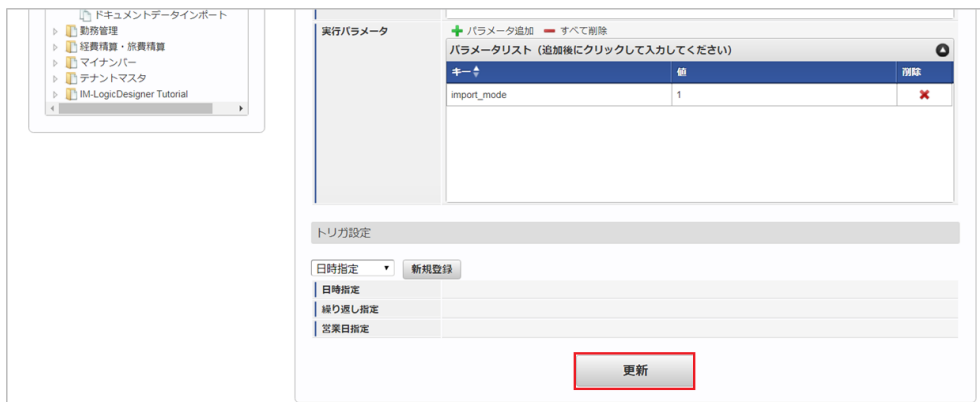 ドキュメントデータインポート
勤務管理
経費精算・旅費精算
マイナンバー
テナントマスタ
IM-LogicDesigner Tutorial
実行パラメータ
パラメータ追加 すべて削除
パラメータリスト（追加後にクリックして入力してください）
キー 値 削除
import_mode 1
トリガ設定
日時指定 新規登録
日時指定
繰り返し指定
営業日指定
更新